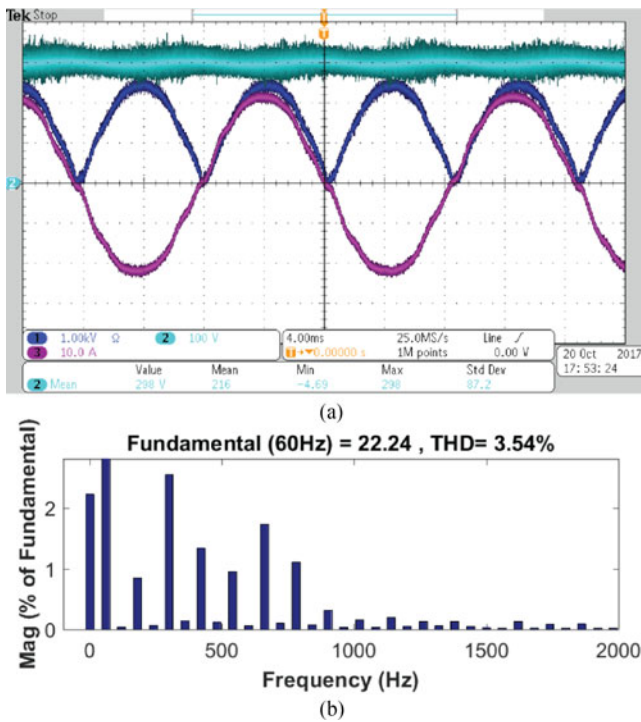 Tek Stop
T
T
2
1 1.00kV Ω 2 100 V
3 10.0 A
4.00ms 25.0MS/s Line
T→▼0.00000 s 1M points 0.00 V
Value Mean Min Max Std Dev
2 Mean 298 V 216 −4.69 298 87.2
20 Oct 2017
17:53:24
(a)
Fundamental (60Hz) = 22.24 , THD= 3.54%
Mag (% of Fundamental)
2
1
0
0 500 1000 1500 2000
Frequency (Hz)
(b)